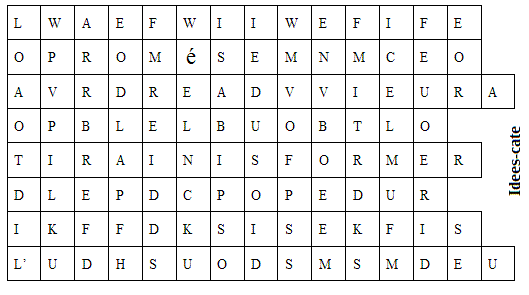 L W A E F W I I W E F I F E
O P R O M é S E M N M C E O
A V R D R E A D V V I E U R A
O P B L E L B U O B T L O
T I R A I N I S F O R M E R
D L E P D C P O P E D U R
I K F F D K S I S E K F I S
L' U D H S U O D S M S M D E U
Idees-cate